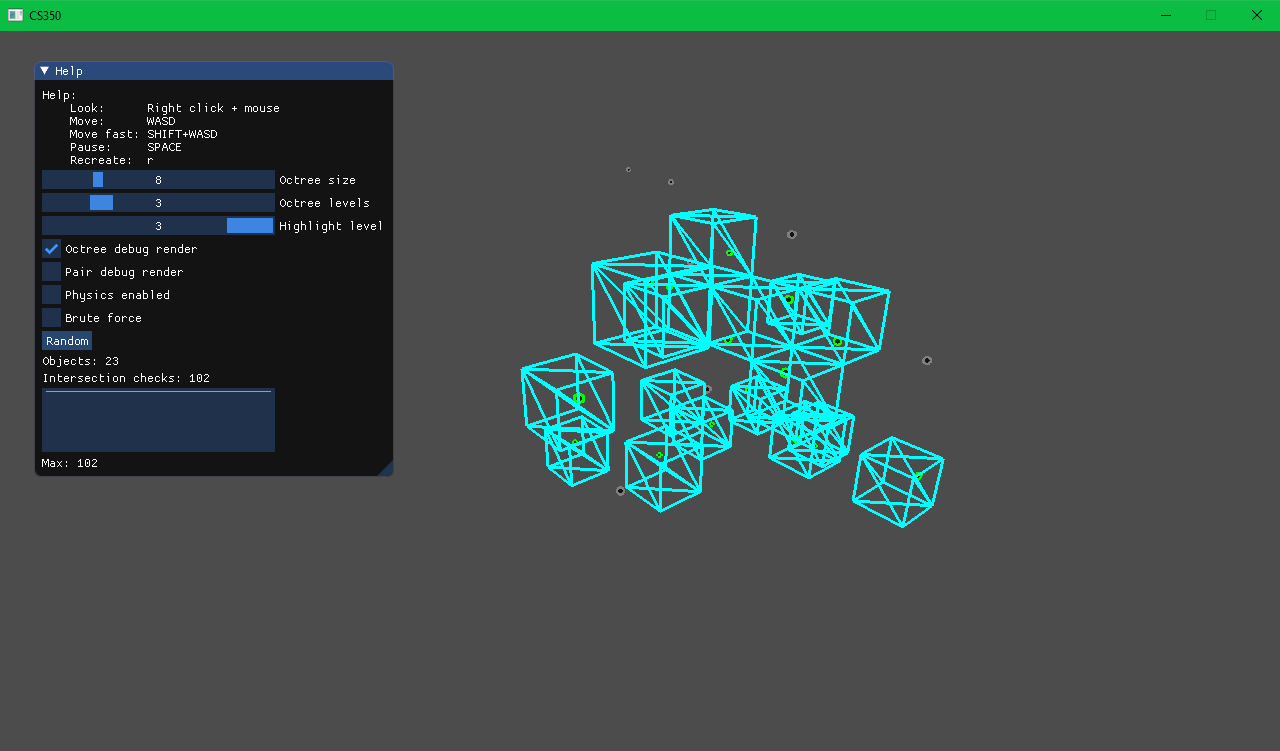 CS350
Help
Help:
Look: Right click + mouse
Move: WASD
Move fast: SHIFT+WASD
Pause: SPACE
Recreate: r
8 Octree size
3 Octree levels
3 Highlight level
Octree debug render
Pair debug render
Physics enabled
Brute force
Random
Objects: 23
Intersection checks: 102
Max: 102